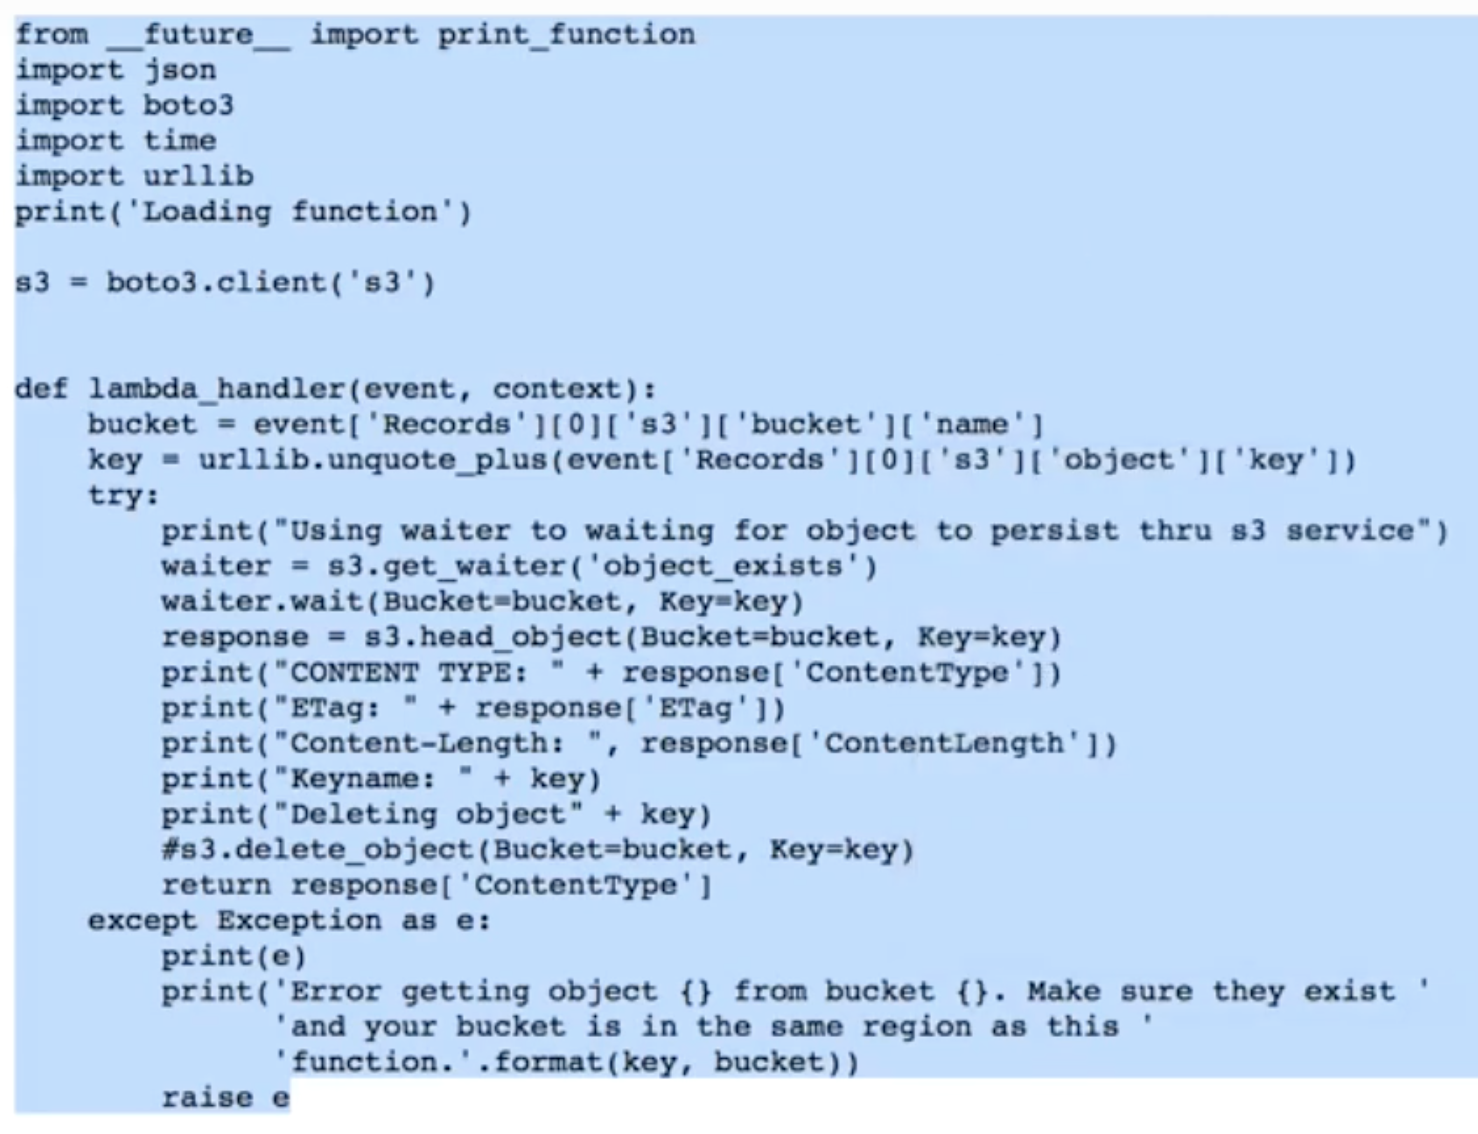 from __future__ import print_function
import json
import boto3
import time
import urllib
print('Loading function')

s3 = boto3.client('s3')


def lambda_handler(event, context):
    bucket = event['Records'][0]['s3']['bucket']['name']
    key = urllib.unquote_plus(event['Records'][0]['s3']['object']['key'])
    try:
        print("Using waiter to waiting for object to persist thru s3 service")
        waiter = s3.get_waiter('object_exists')
        waiter.wait(Bucket=bucket, Key=key)
        response = s3.head_object(Bucket=bucket, Key=key)
        print("CONTENT TYPE: " + response['ContentType'])
        print("ETag: " + response['ETag'])
        print("Content-Length: ", response['ContentLength'])
        print("Keyname: " + key)
        print("Deleting object" + key)
        #s3.delete_object(Bucket=bucket, Key=key)
        return response['ContentType']
    except Exception as e:
        print(e)
        print('Error getting object {} from bucket {}. Make sure they exist '
              'and your bucket is in the same region as this '
              'function.'.format(key, bucket))
        raise e